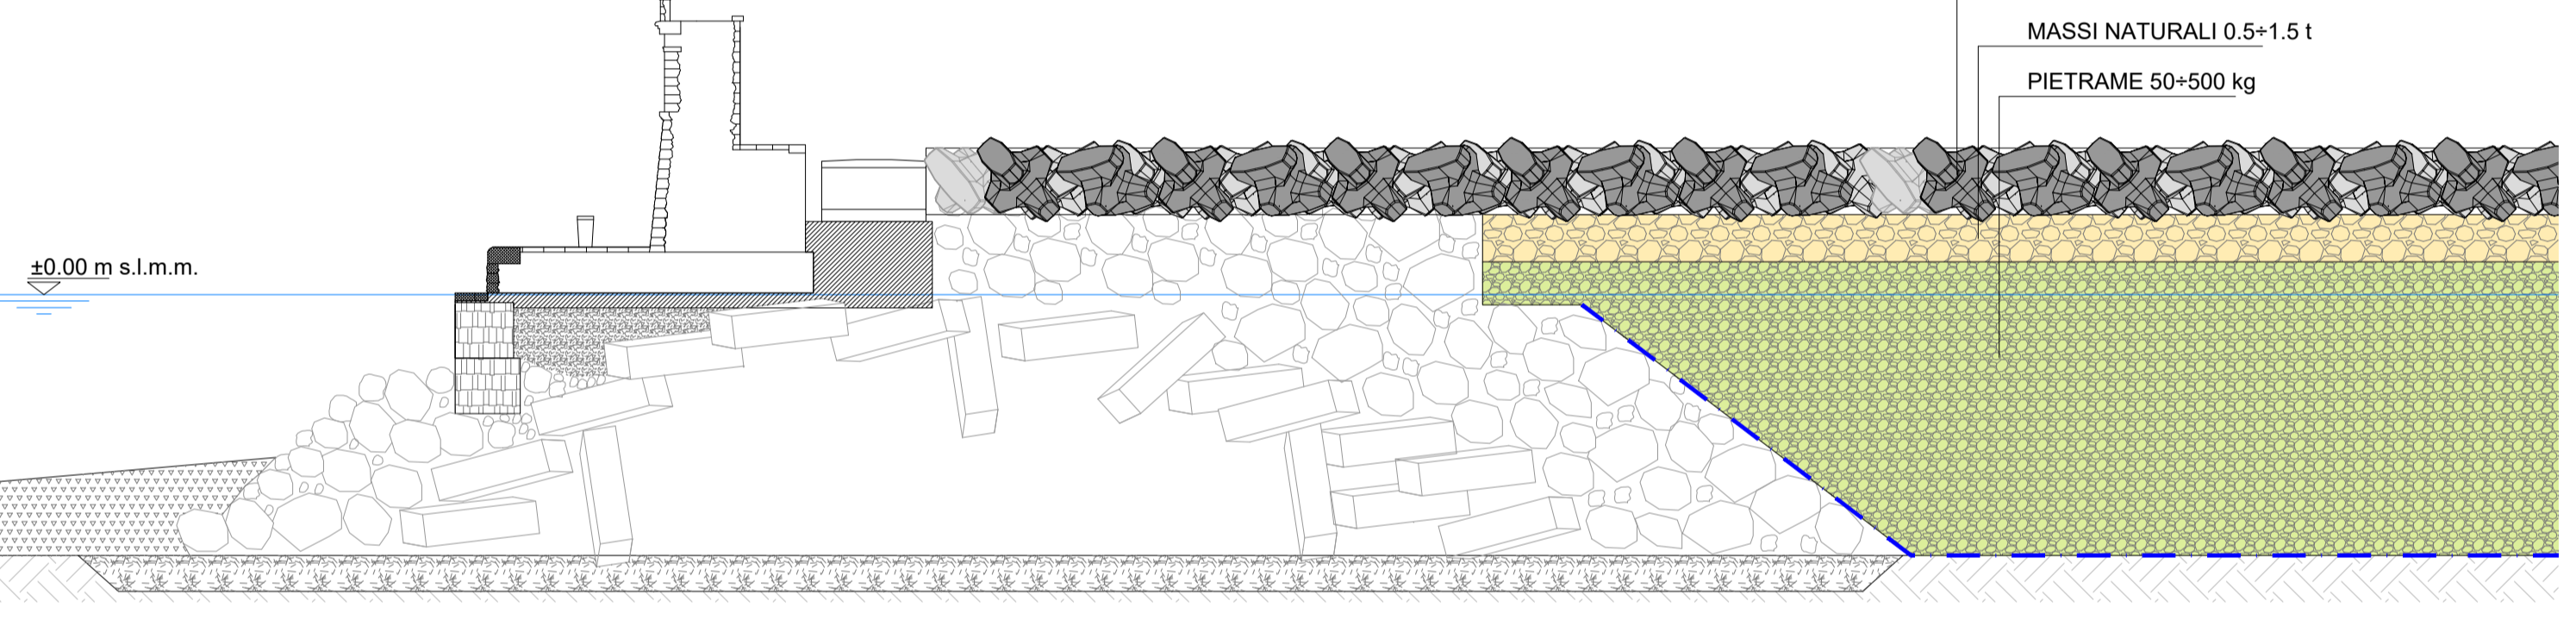 MASSI NATURALI 0.5÷1.5 t
PIETRAME 50÷500 kg
±0.00 m s.l.m.m.